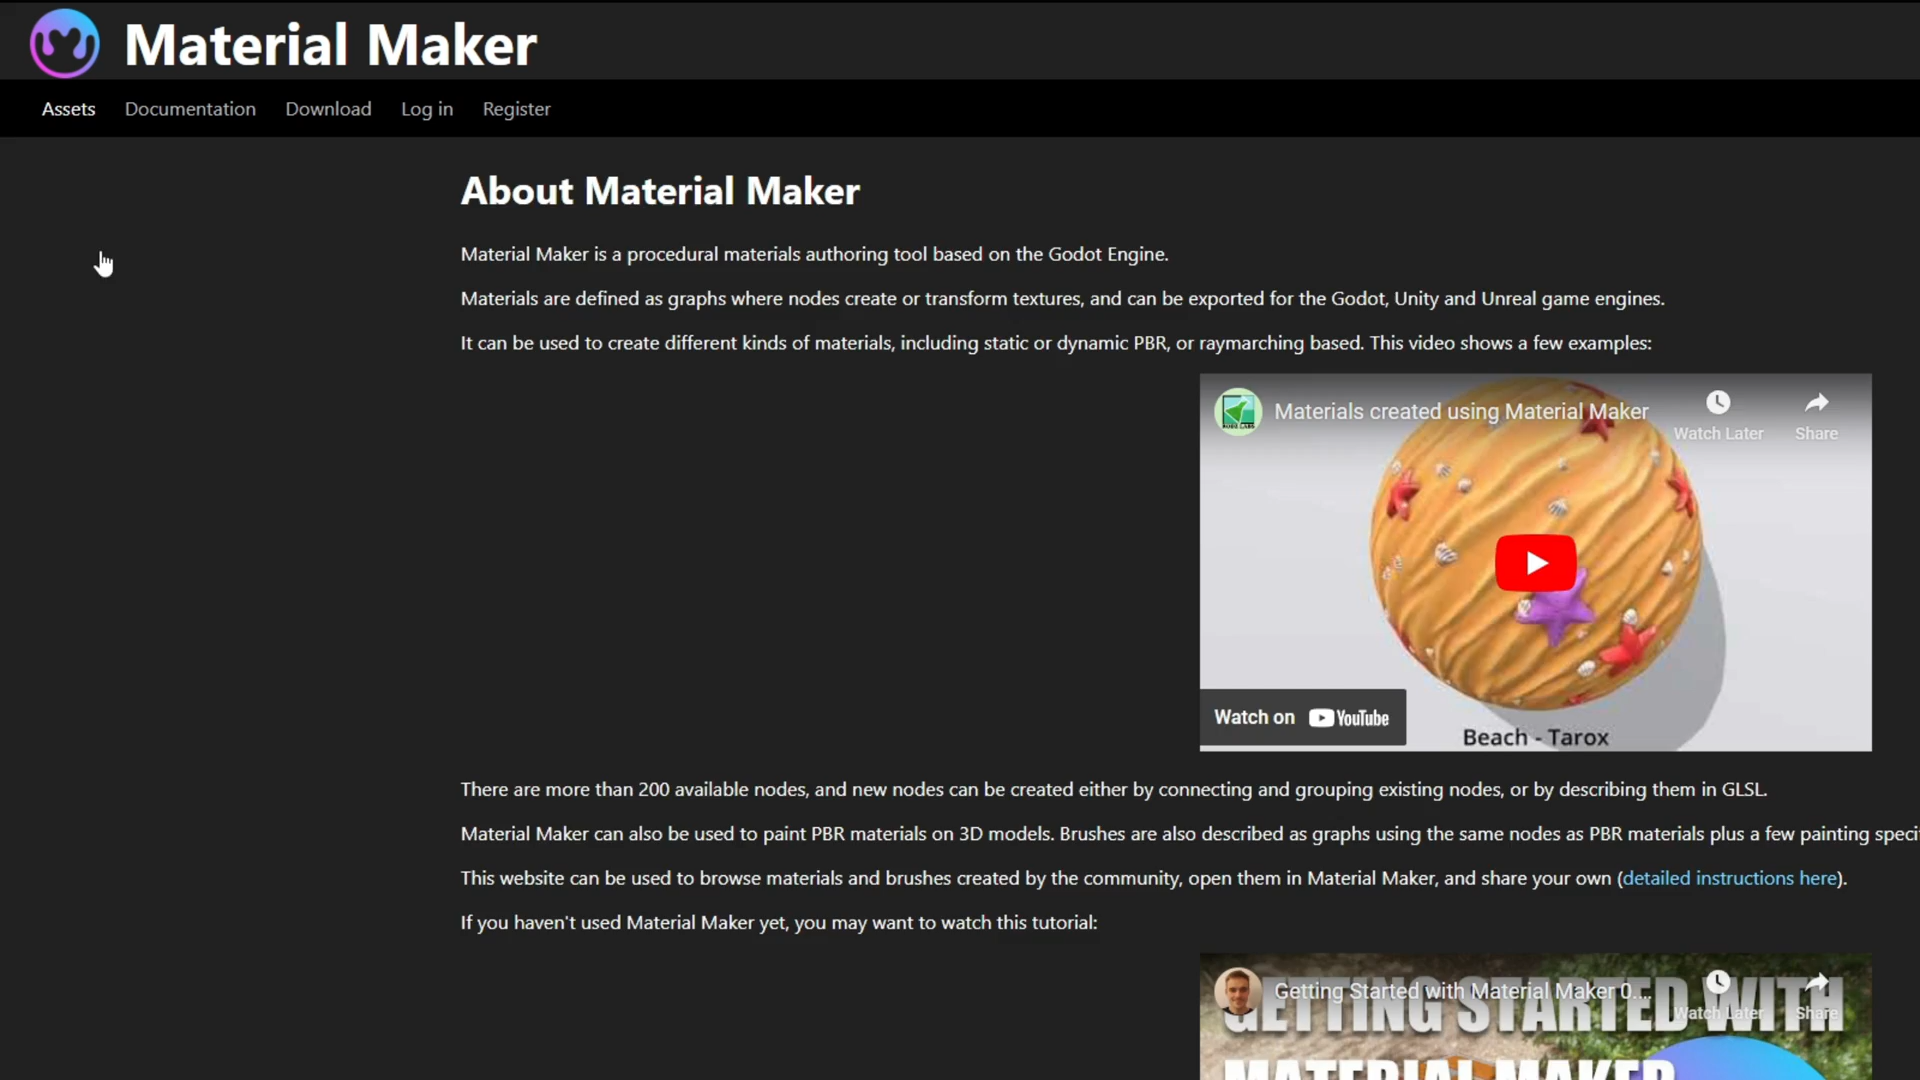 Material Maker
Assets Documentation Download Log in Register
About Material Maker
Material Maker is a procedural materials authoring tool based on the Godot Engine.
Materials are defined as graphs where nodes create or transform textures, and can be exported for the Godot, Unity and Unreal game engines.
It can be used to create different kinds of materials, including static or dynamic PBR, or raymarching based. This video shows a few examples:
Materials created using Material Maker
Watch Later Share
Watch on YouTube
Beach - Tarox
There are more than 200 available nodes, and new nodes can be created either by connecting and grouping existing nodes, or by describing them in GLSL.
Material Maker can also be used to paint PBR materials on 3D models. Brushes are also described as graphs using the same nodes as PBR materials plus a few painting speci
This website can be used to browse materials and brushes created by the community, open them in Material Maker, and share your own (detailed instructions here).
If you haven't used Material Maker yet, you may want to watch this tutorial:
Getting Started with Material Maker 0....
Watch Later Share
GETTING STARTED WITH
MATERIAL MAKER